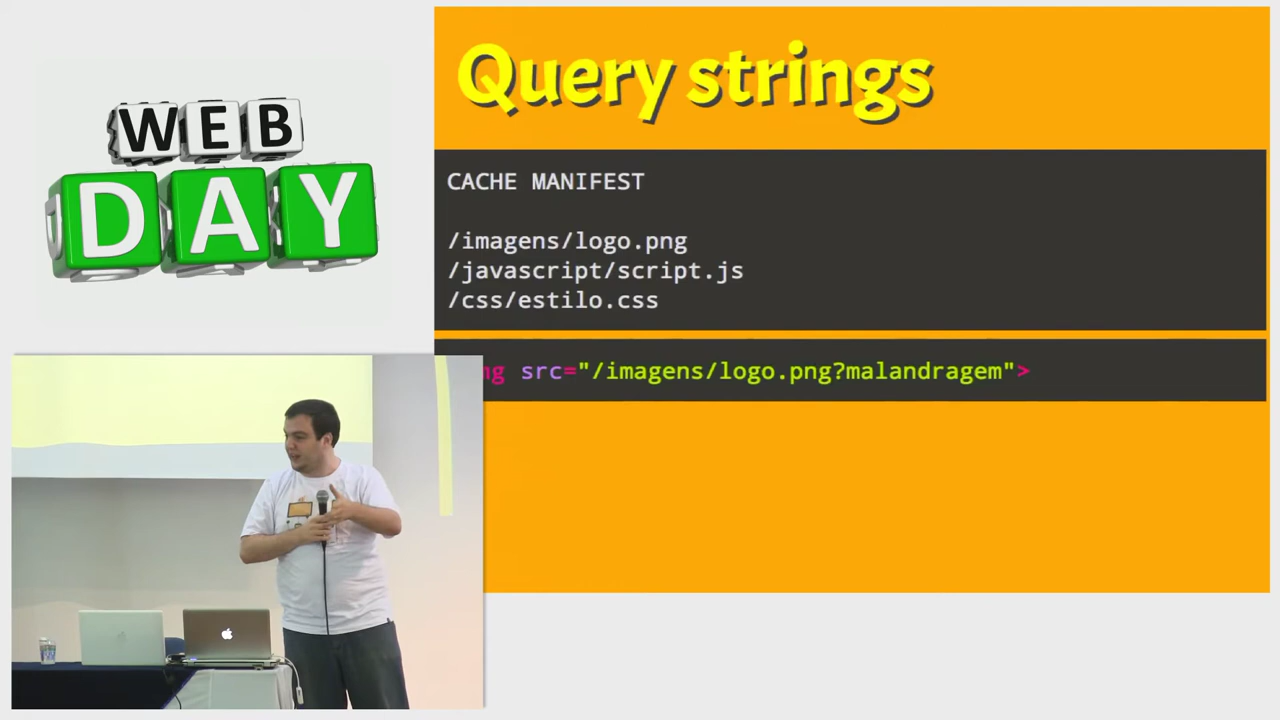 WEB
DAY
Query strings
CACHE MANIFEST
/imagens/logo.png
/javascript/script.js
/css/estilo.css
src="/imagens/logo.png?malandragem">